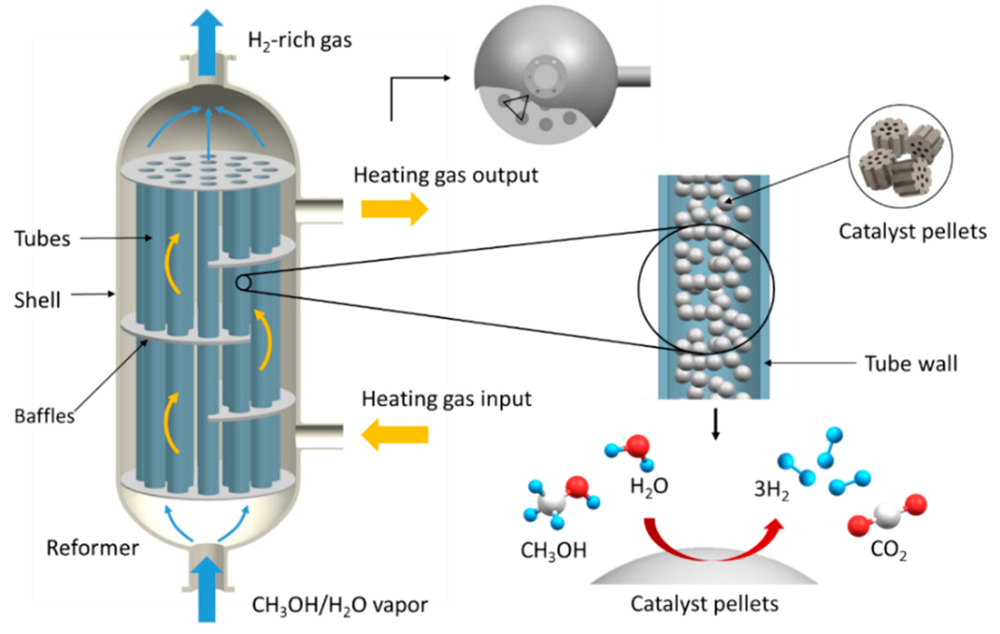 H₂-rich gas
Heating gas output
Catalyst pellets
Tubes
Shell
Tube wall
Heating gas input
Baffles
H₂O
3H₂
Reformer
CH₃OH
CO₂
CH₃OH/H₂O vapor
Catalyst pellets